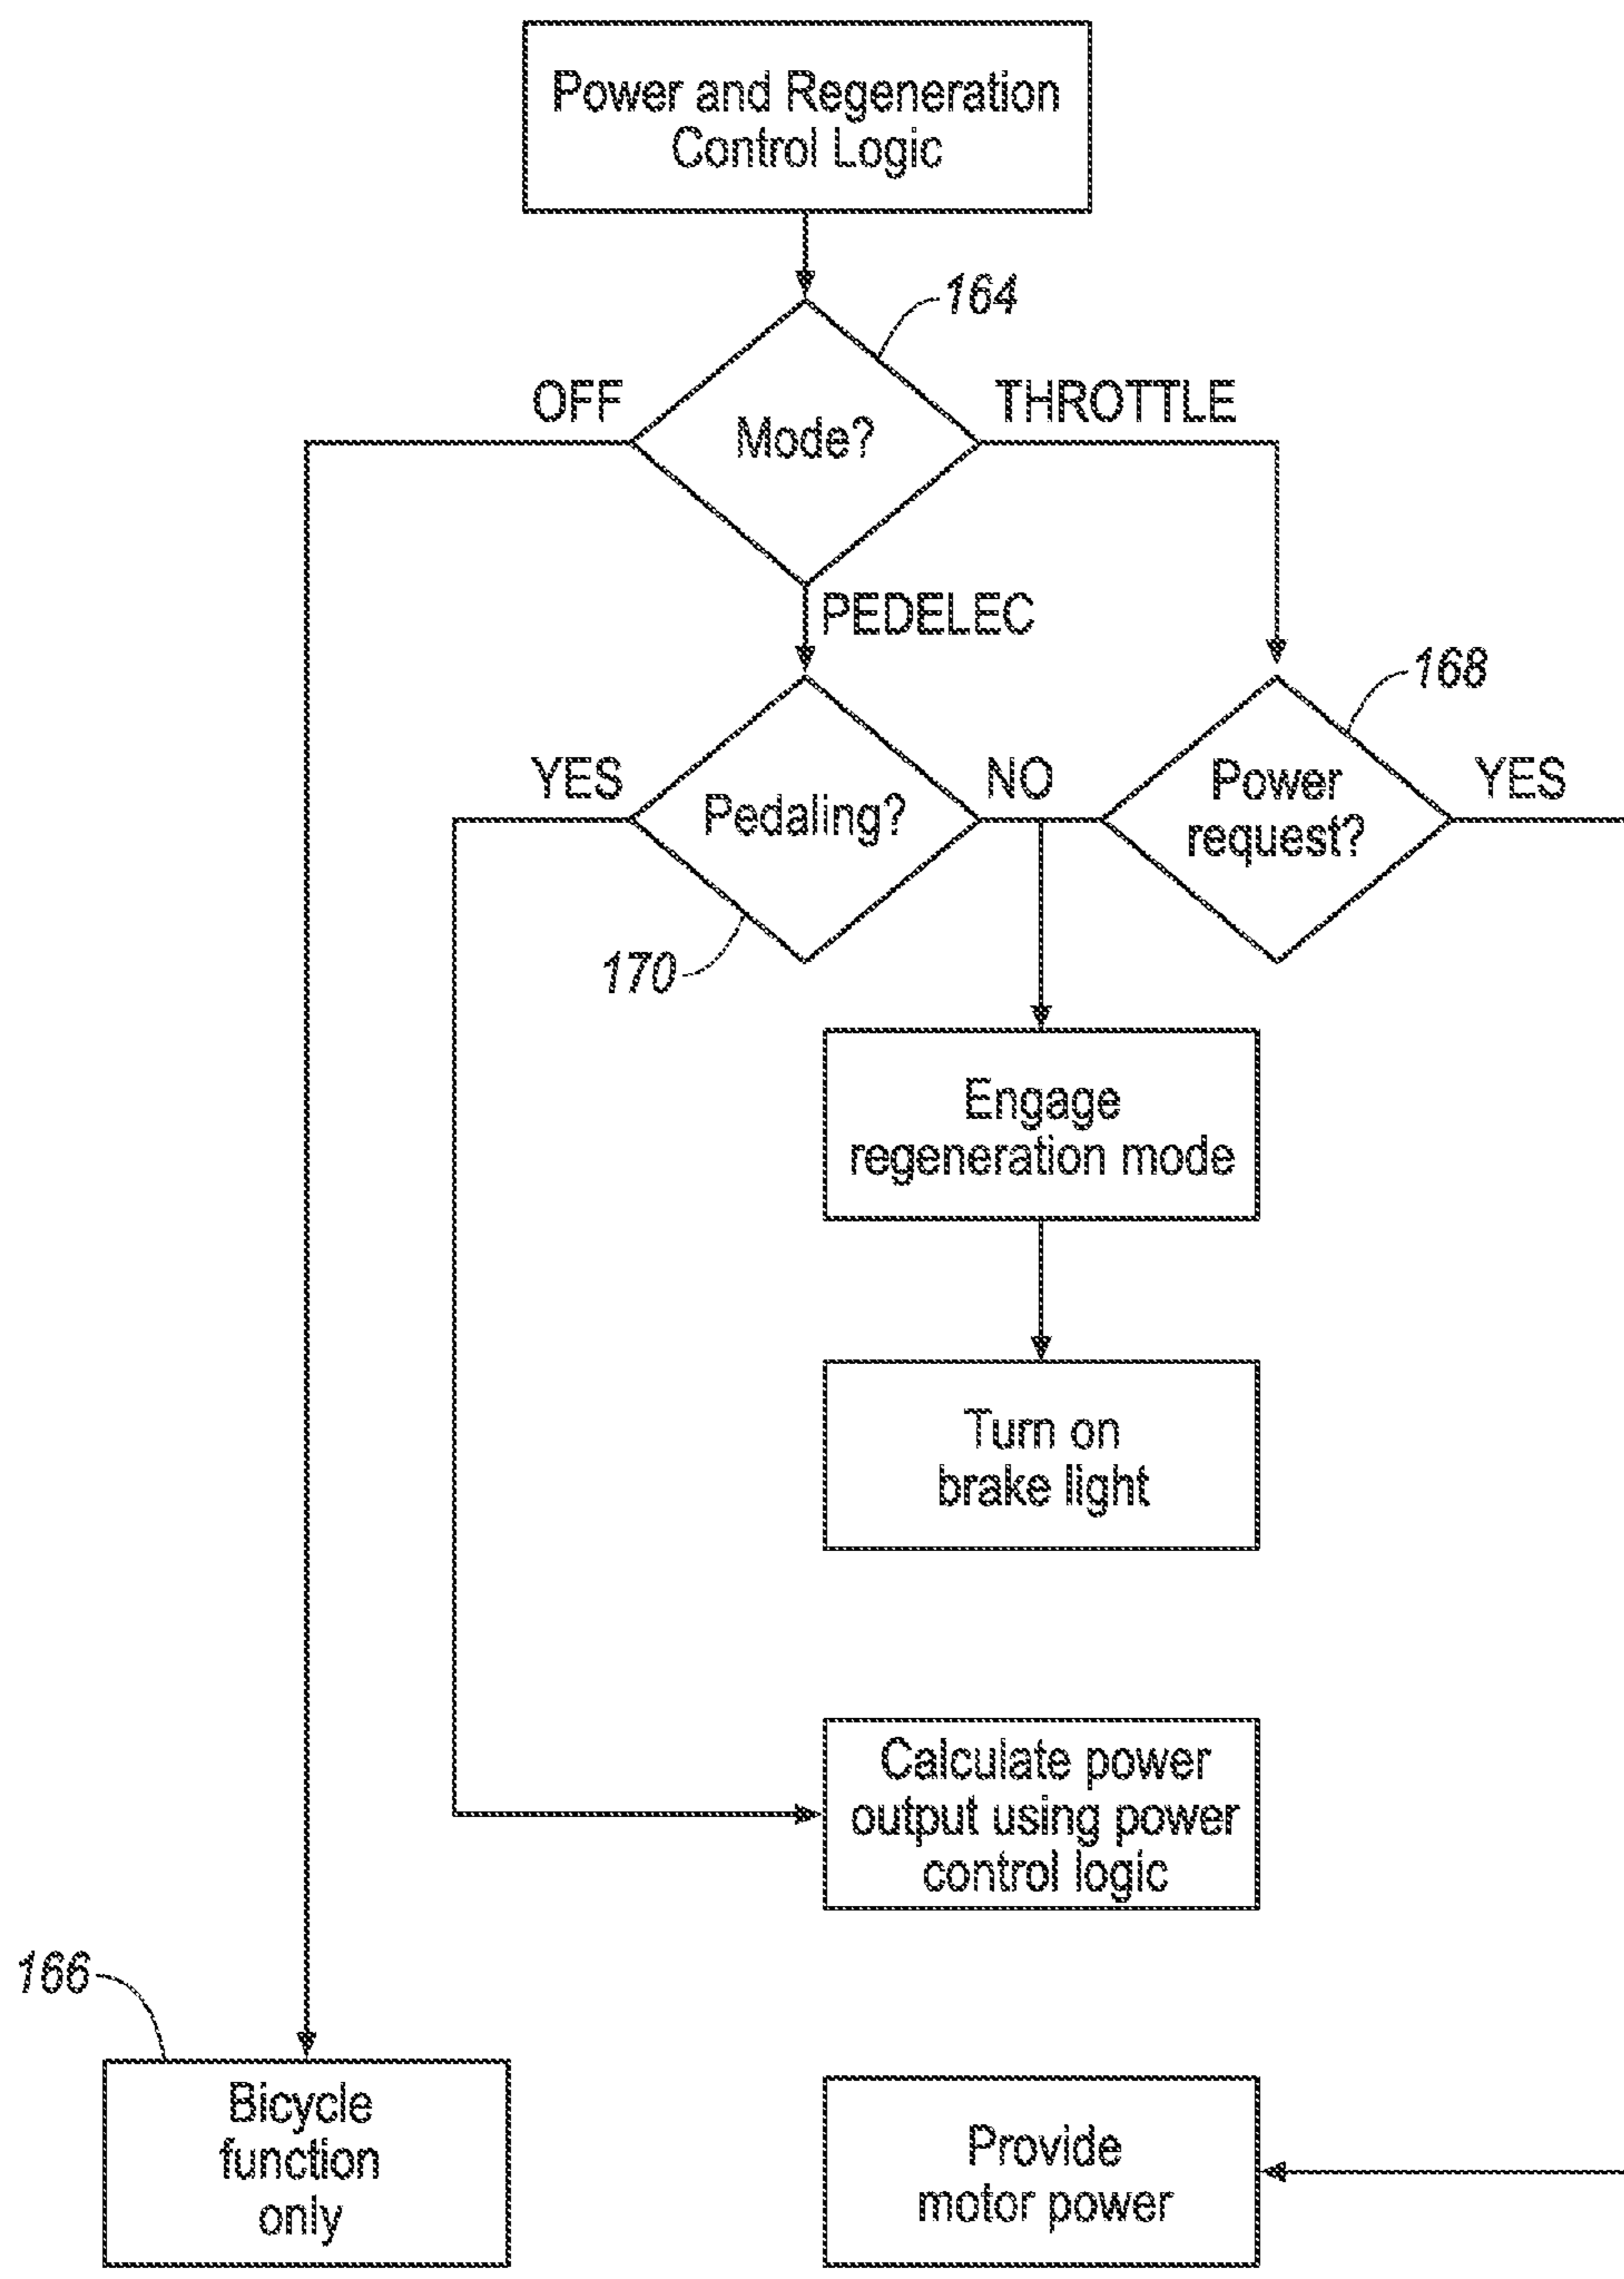 Power and Regeneration
Control Logic
164
OFF
THROTTLE
Mode?
PEDELEC
168
YES
Pedaling?
NO
Power
request?
YES
170
Engage
regeneration mode
Turn on
brake light
Calculate power
output using power
control logic
166
Bicycle
function
only
Provide
motor power